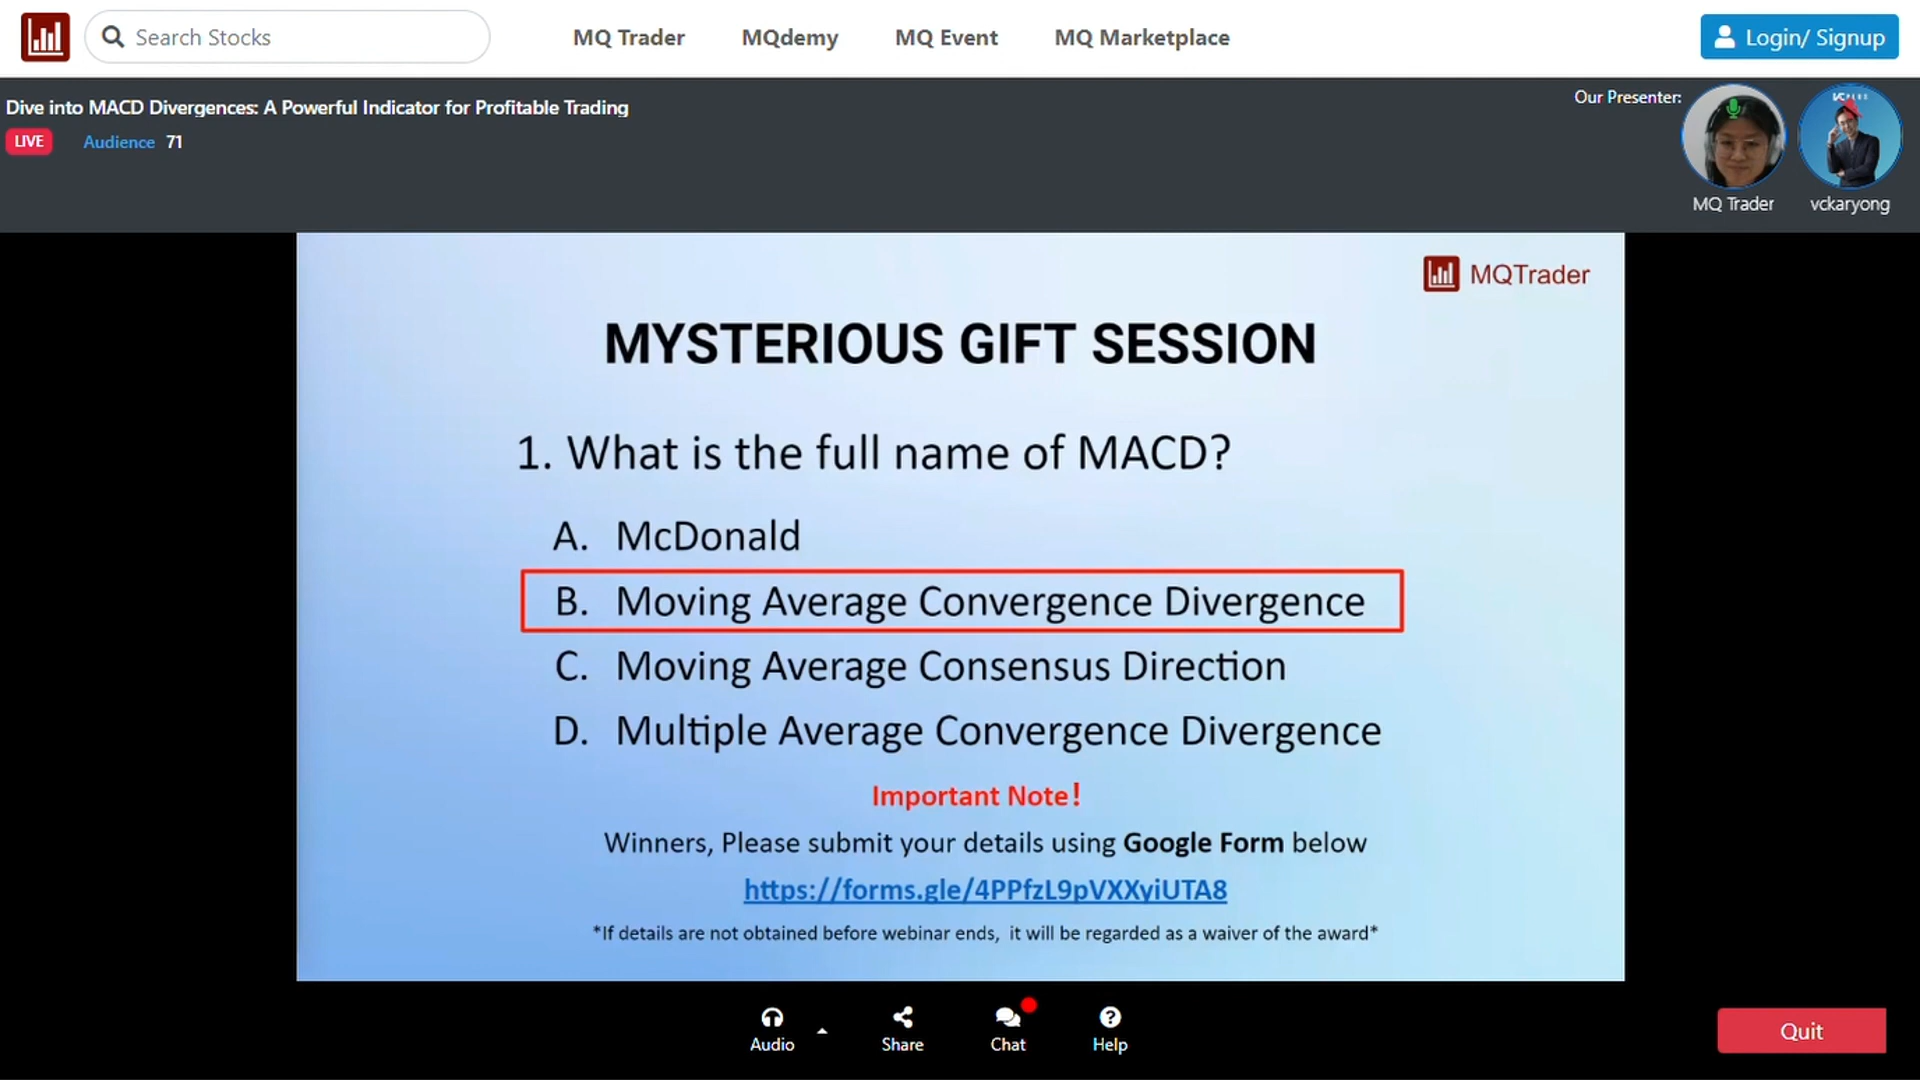 Search Stocks
MQ Trader
MQdemy
MQ Event
MQ Marketplace
Login/ Signup
Dive into MACD Divergences: A Powerful Indicator for Profitable Trading
Our Presenter:
LIVE
Audience 71
VC PLUS
MQ Trader
vckaryong
MQTrader
MYSTERIOUS GIFT SESSION
1. What is the full name of MACD?
A. McDonald
B. Moving Average Convergence Divergence
C. Moving Average Consensus Direction
D. Multiple Average Convergence Divergence
Important Note!
Winners, Please submit your details using Google Form below
https://forms.gle/4PPfzL9pVXXyiUTA8
*If details are not obtained before webinar ends, it will be regarded as a waiver of the award*
Audio
Share
Chat
Help
Quit